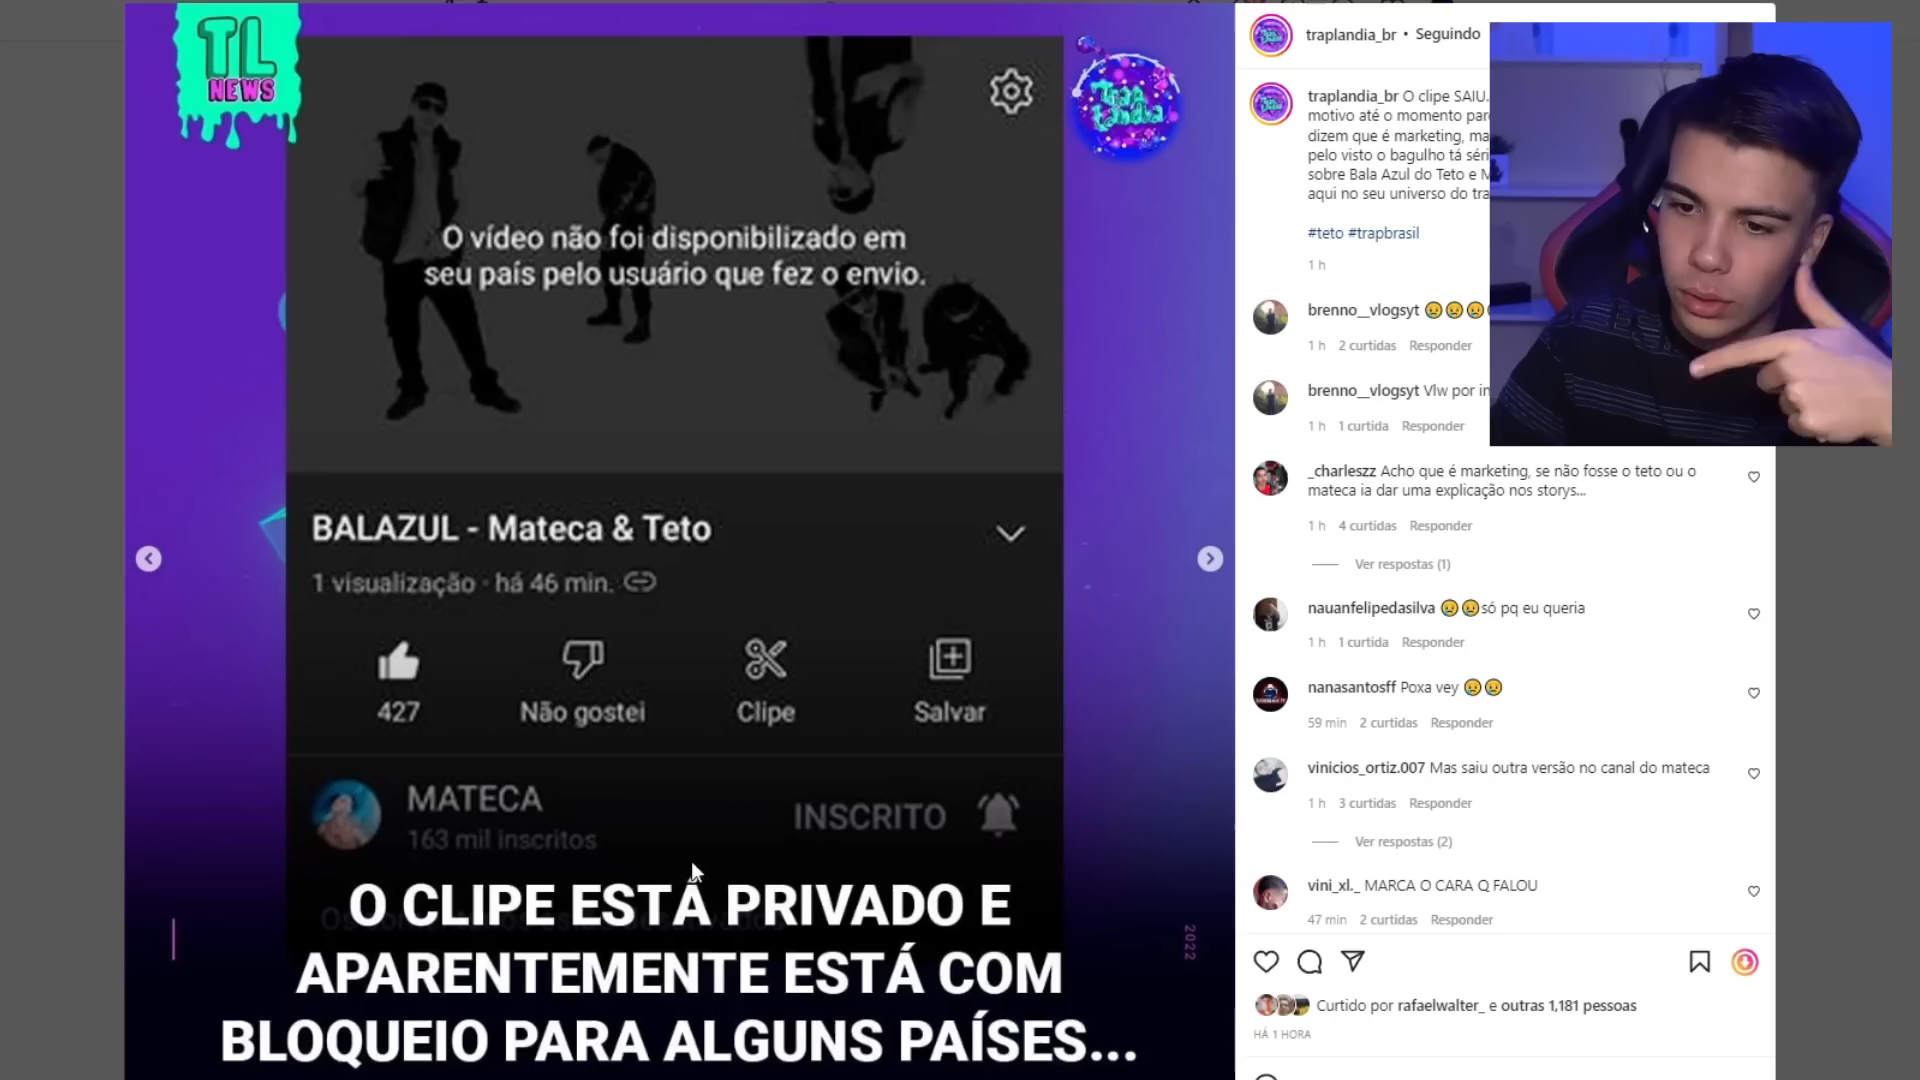 TL
NEWS
Trap
Landia
O vídeo não foi disponibilizado em
seu país pelo usuário que fez o envio.
BALAZUL - Mateca & Teto
1 visualização · há 46 min.
427
Não gostei
Clipe
Salvar
MATECA
163 mil inscritos
INSCRITO
O CLIPE ESTÁ PRIVADO E
APARENTEMENTE ESTÁ COM
BLOQUEIO PARA ALGUNS PAÍSES...
2022
traplandia_br • Seguindo
traplandia_br O clipe SAIU.
motivo até o momento
dizem que é marketing,
pelo visto o bagulho tá
sobre Bala Azul do Teto e
aqui no seu universo do
#teto #trapbrasil
1 h
brenno__vlogsyt 😢😢😢
1 h 2 curtidas Responder
brenno__vlogsyt Vlw por
1 h 1 curtida Responder
_charleszz Acho que é marketing, se não fosse o teto ou o
mateca ia dar uma explicação nos storys...
1 h 4 curtidas Responder
Ver respostas (1)
nauanfelipedasilva 😢😢só pq eu queria
1 h 1 curtida Responder
nanasantosff Poxa vey 😢😢
59 min 2 curtidas Responder
vinicios_ortiz.007 Mas saiu outra versão no canal do mateca
1 h 3 curtidas Responder
Ver respostas (2)
vini_xl._ MARCA O CARA Q FALOU
47 min 2 curtidas Responder
Curtido por rafaelwalter_ e outras 1,181 pessoas
HÁ 1 HORA